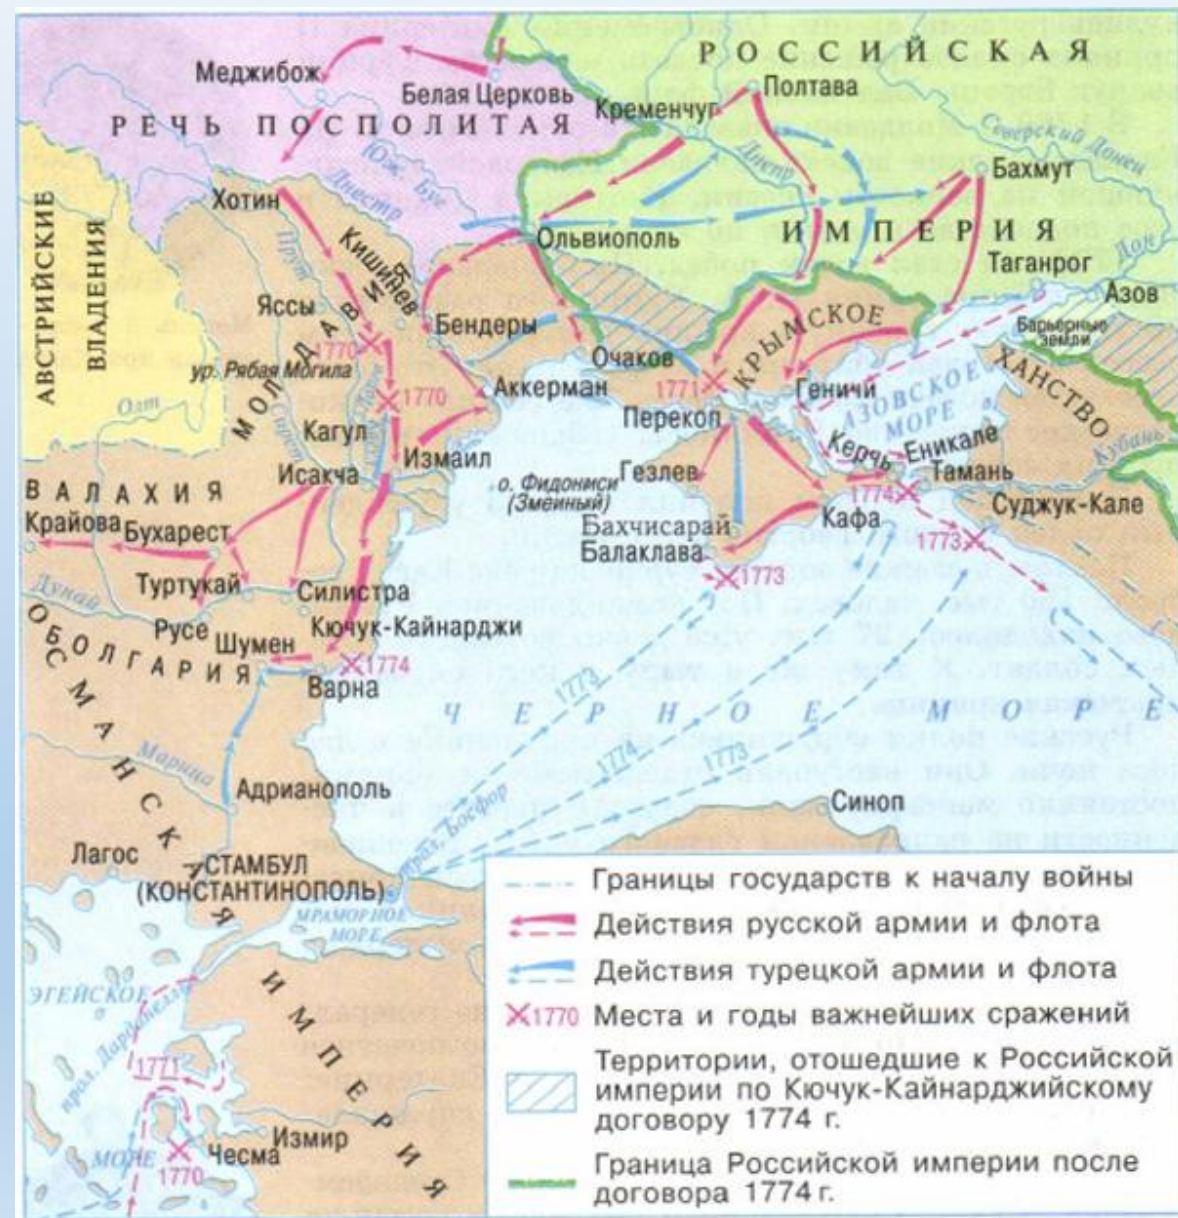 РОССИЙСКАЯ
Меджибож
Полтава
Белая Церковь
Кременчуг
РЕЧЬ ПОСПОЛИТАЯ
Северский Донец
Юж. Буг
Днепр
Бахмут
Хотин
Днестр
АВСТРИЙСКИЕ
ВЛАДЕНИЯ
Прут
Кишинев
Ольвиополь
ИМПЕРИЯ
Дон
Таганрог
Яссы
Азов
Бендеры
КРЫМСКОЕ
ХАНСТВО
Барьерные
земли
1770
Очаков
ур. Рябая Могила
МОЛДАВИЯ
Аккерман
1771
Геничи
АЗОВСКОЕ
МОРЕ
Олт
1770
Перекоп
Кагул
Керчь
Еникале
Кубань
Исакча
Измаил
Гезлев
Тамань
о. Фидониси
(Змеиный)
1774
ВАЛАХИЯ
Суджук-Кале
Крайова
Бухарест
Бахчисарай
Кафа
1773
Балаклава
1773
Дунай
Туртукай
Силистра
Русе
Кючук-Кайнарджи
БОЛГАРИЯ
Шумен
1774
Варна
1773
ЧЕРНОЕ МОРЕ
1774
1773
Марица
Адрианополь
прол. Босфор
Синоп
ОСМАНСКАЯ
Лагос
СТАМБУЛ
(КОНСТАНТИНОПОЛЬ)
МРАМОРНОЕ
МОРЕ
ИМПЕРИЯ
ЭГЕЙСКОЕ
прол. Дарданеллы
1771
Измир
МОРЕ
Чесма
1770
Границы государств к началу войны
Действия русской армии и флота
Действия турецкой армии и флота
1770 Места и годы важнейших сражений
Территории, отошедшие к Российской
империи по Кючук-Кайнарджийскому
договору 1774 г.
Граница Российской империи после
договора 1774 г.